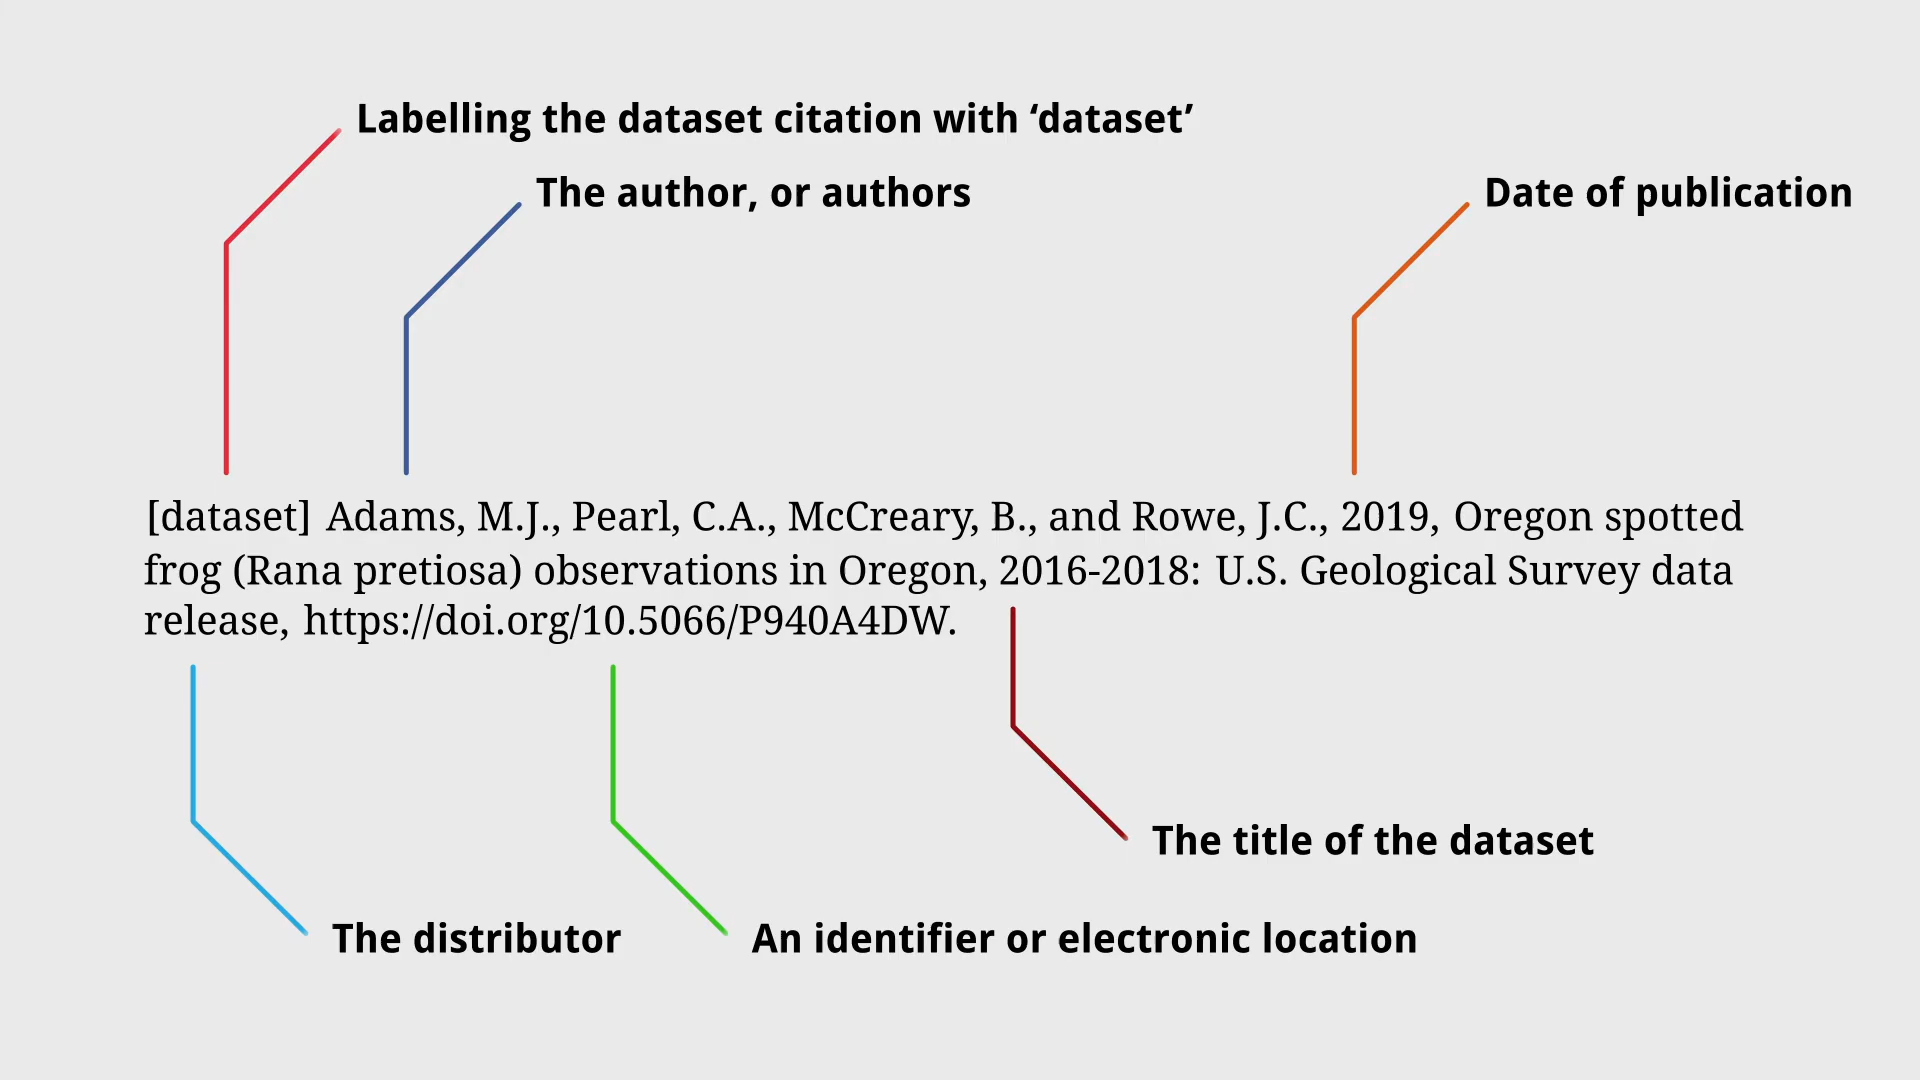 Labelling the dataset citation with ‘dataset’
The author, or authors
Date of publication
[dataset] Adams, M.J., Pearl, C.A., McCreary, B., and Rowe, J.C., 2019, Oregon spotted
frog (Rana pretiosa) observations in Oregon, 2016-2018: U.S. Geological Survey data
release, https://doi.org/10.5066/P940A4DW.
The title of the dataset
The distributor
An identifier or electronic location